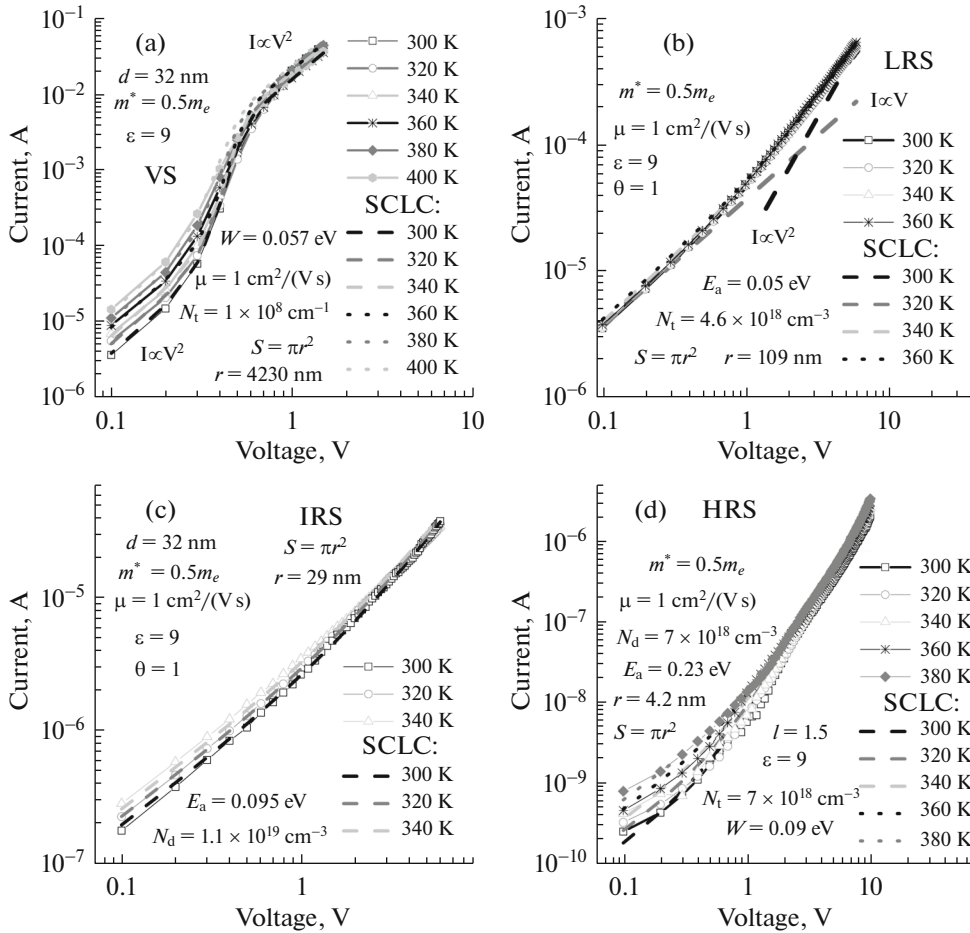 (a)
I∝V²
d = 32 nm
m* = 0.5mₑ
ε = 9
VS
300 K
320 K
340 K
360 K
380 K
400 K
SCLC:
W = 0.057 eV
μ = 1 cm²/(V s)
Nₜ = 1 × 10⁸ cm⁻¹
I∝V²
S = πr²
r = 4230 nm
300 K
320 K
340 K
360 K
380 K
400 K
Current, A
10⁻¹
10⁻²
10⁻³
10⁻⁴
10⁻⁵
10⁻⁶
0.1
1
10
Voltage, V
(b)
LRS
m* = 0.5mₑ
μ = 1 cm²/(V s)
ε = 9
θ = 1
I∝V
300 K
320 K
340 K
360 K
SCLC:
I∝V²
Eₐ = 0.05 eV
Nₜ = 4.6 × 10¹⁸ cm⁻³
S = πr²
r = 109 nm
300 K
320 K
340 K
360 K
Current, A
10⁻³
10⁻⁴
10⁻⁵
10⁻⁶
0.1
1
10
Voltage, V
(c)
IRS
d = 32 nm
m* = 0.5mₑ
μ = 1 cm²/(V s)
ε = 9
θ = 1
S = πr²
r = 29 nm
300 K
320 K
340 K
SCLC:
300 K
320 K
340 K
Eₐ = 0.095 eV
N_d = 1.1 × 10¹⁹ cm⁻³
Current, A
10⁻⁵
10⁻⁶
10⁻⁷
0.1
1
Voltage, V
(d)
HRS
m* = 0.5mₑ
μ = 1 cm²/(V s)
N_d = 7 × 10¹⁸ cm⁻³
Eₐ = 0.23 eV
r = 4.2 nm
S = πr²
300 K
320 K
340 K
360 K
380 K
SCLC:
l = 1.5
ε = 9
Nₜ = 7 × 10¹⁸ cm⁻³
W = 0.09 eV
300 K
320 K
340 K
360 K
380 K
Current, A
10⁻⁶
10⁻⁷
10⁻⁸
10⁻⁹
10⁻¹⁰
0.1
1
10
Voltage, V